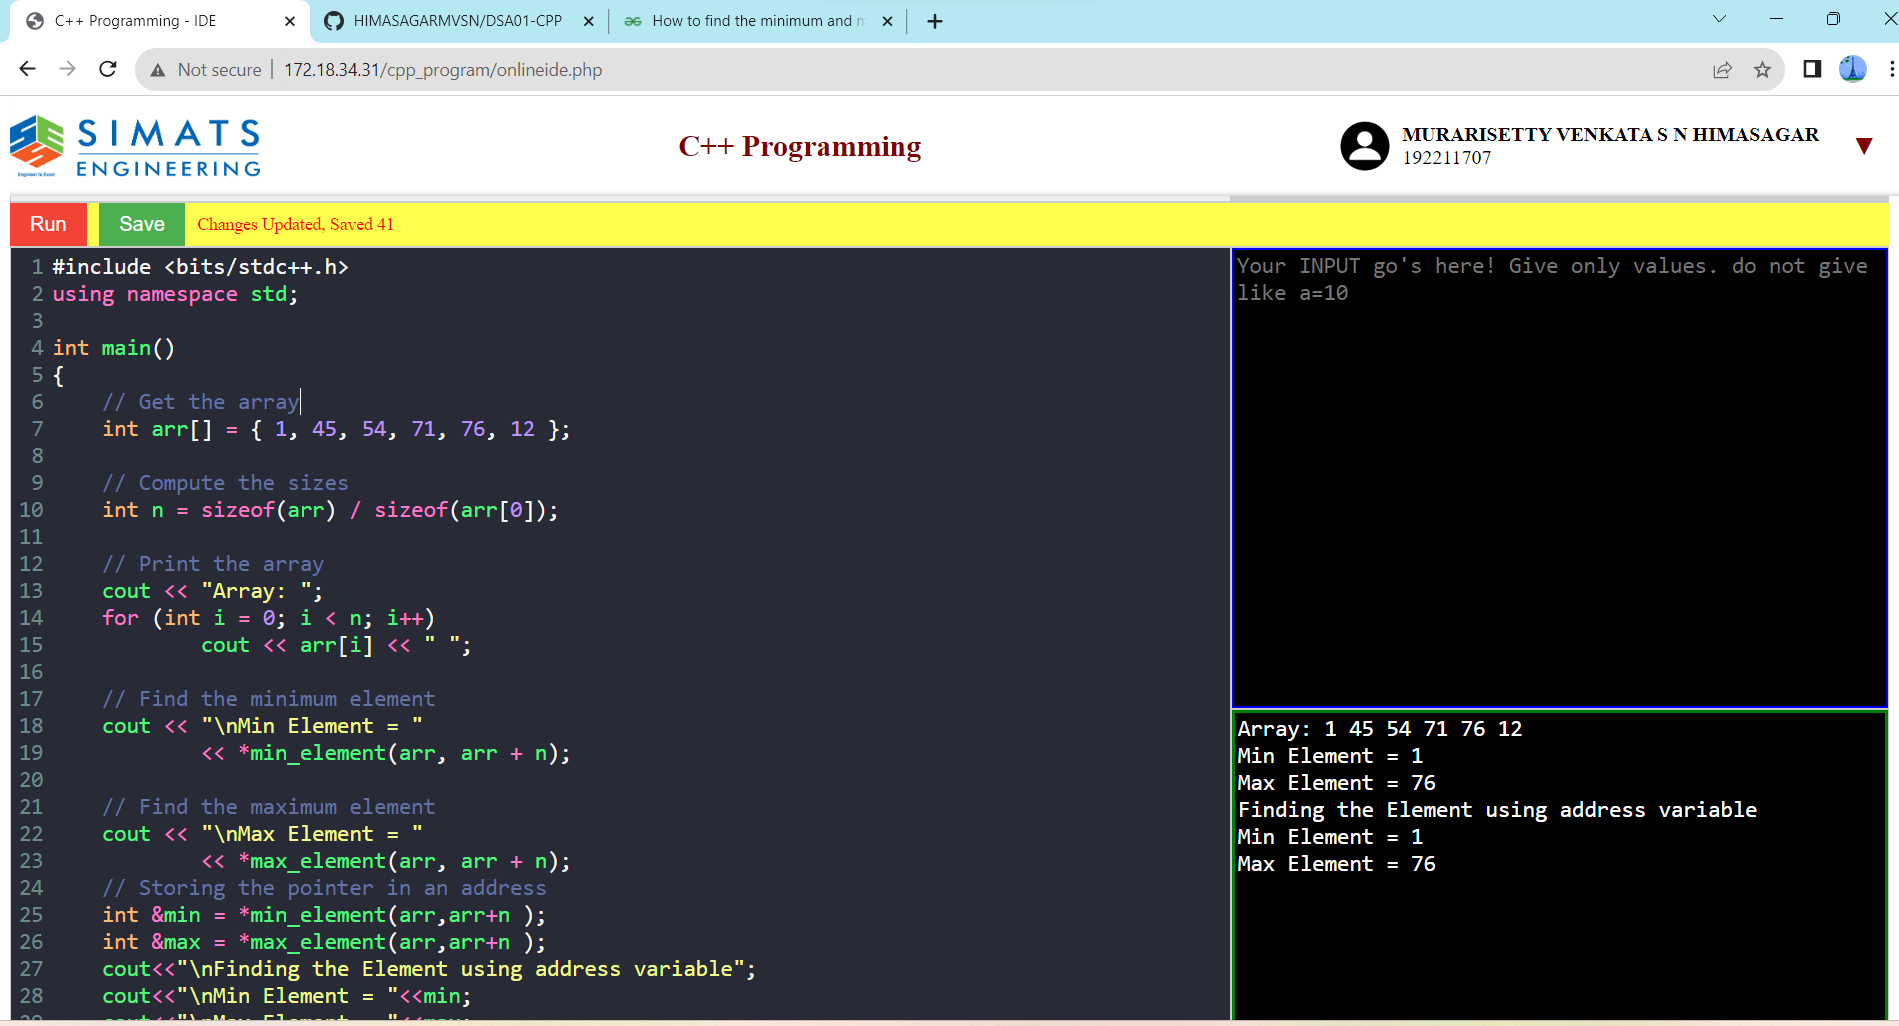 C++ Programming - IDE
HIMASAGARMVSN/DSA01-CPP
How to find the minimum and m
Not secure
172.18.34.31/cpp_program/onlineide.php
SIMATS
ENGINEERING
Engineer to Excel
C++ Programming
MURARISETTY VENKATA S N HIMASAGAR
192211707
Run
Save
Changes Updated, Saved 41
1 #include <bits/stdc++.h>
2 using namespace std;
3
4 int main()
5 {
6     // Get the array
7     int arr[] = { 1, 45, 54, 71, 76, 12 };
8
9     // Compute the sizes
10     int n = sizeof(arr) / sizeof(arr[0]);
11
12     // Print the array
13     cout << "Array: ";
14     for (int i = 0; i < n; i++)
15             cout << arr[i] << " ";
16
17     // Find the minimum element
18     cout << "\nMin Element = "
19             << *min_element(arr, arr + n);
20
21     // Find the maximum element
22     cout << "\nMax Element = "
23             << *max_element(arr, arr + n);
24     // Storing the pointer in an address
25     int &min = *min_element(arr,arr+n );
26     int &max = *max_element(arr,arr+n );
27     cout<<"\nFinding the Element using address variable";
28     cout<<"\nMin Element = "<<min;
29     cout<<"\nMax Element = "<<max;
Your INPUT go's here! Give only values. do not give
like a=10
Array: 1 45 54 71 76 12
Min Element = 1
Max Element = 76
Finding the Element using address variable
Min Element = 1
Max Element = 76